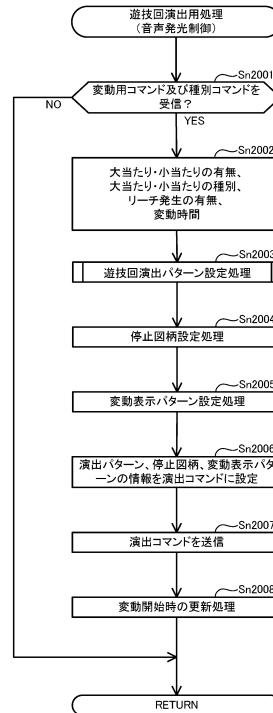 遊技回演出用処理
(音声発光制御)
Sn2001
変動用コマンド及び種別コマンドを
受信?
NO
YES
Sn2002
大当たり・小当たりの有無、
大当たり・小当たりの種別、
リーチ発生の有無、
変動時間
Sn2003
遊技回演出パターン設定処理
Sn2004
停止図柄設定処理
Sn2005
変動表示パターン設定処理
Sn2006
演出パターン、停止図柄、変動表示パタ
ーンの情報を演出コマンドに設定
Sn2007
演出コマンドを送信
Sn2008
変動開始時の更新処理
RETURN